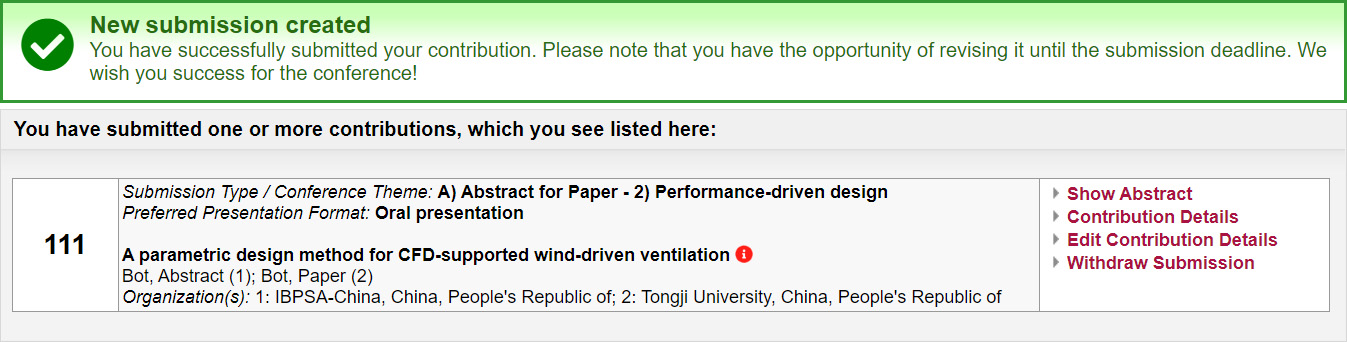 New submission created
You have successfully submitted your contribution. Please note that you have the opportunity of revising it until the submission deadline. We
wish you success for the conference!
You have submitted one or more contributions, which you see listed here:
111
Submission Type / Conference Theme: A) Abstract for Paper - 2) Performance-driven design
Preferred Presentation Format: Oral presentation
A parametric design method for CFD-supported wind-driven ventilation
Bot, Abstract (1); Bot, Paper (2)
Organization(s): 1: IBPSA-China, China, People's Republic of; 2: Tongji University, China, People's Republic of
Show Abstract
Contribution Details
Edit Contribution Details
Withdraw Submission